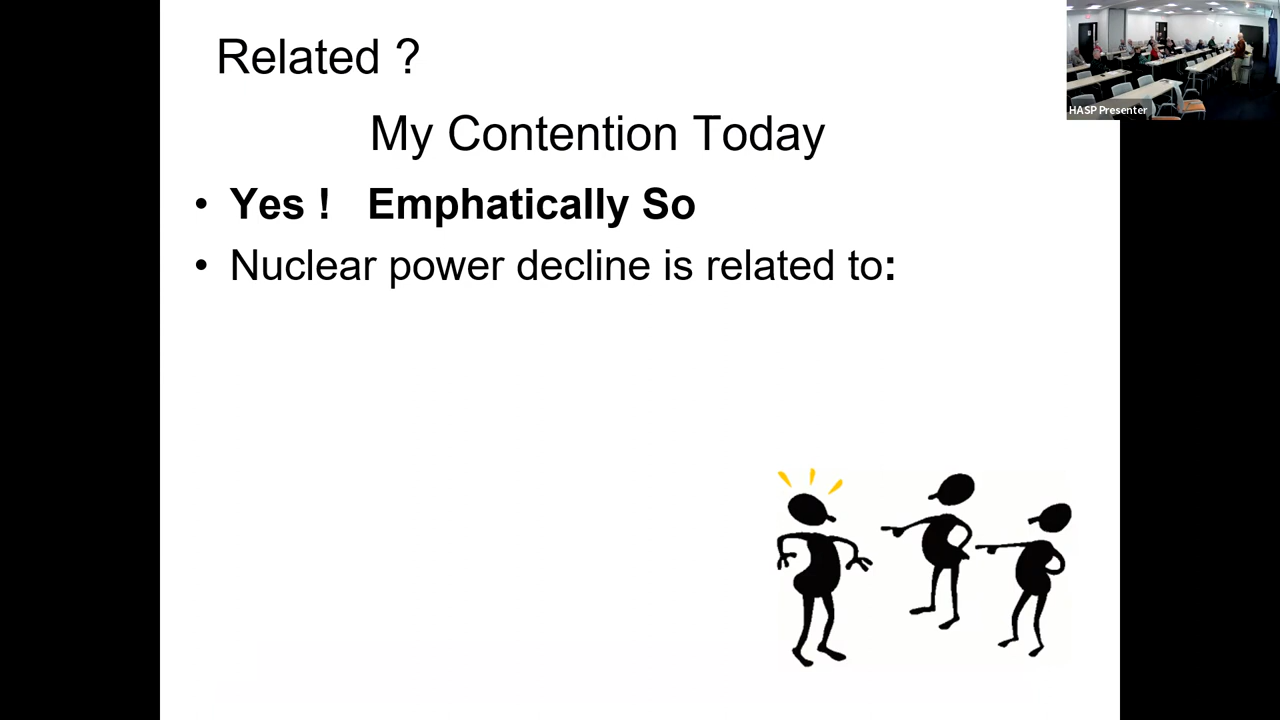 Related ?
My Contention Today
• Yes ! Emphatically So
• Nuclear power decline is related to:
HASP Presenter